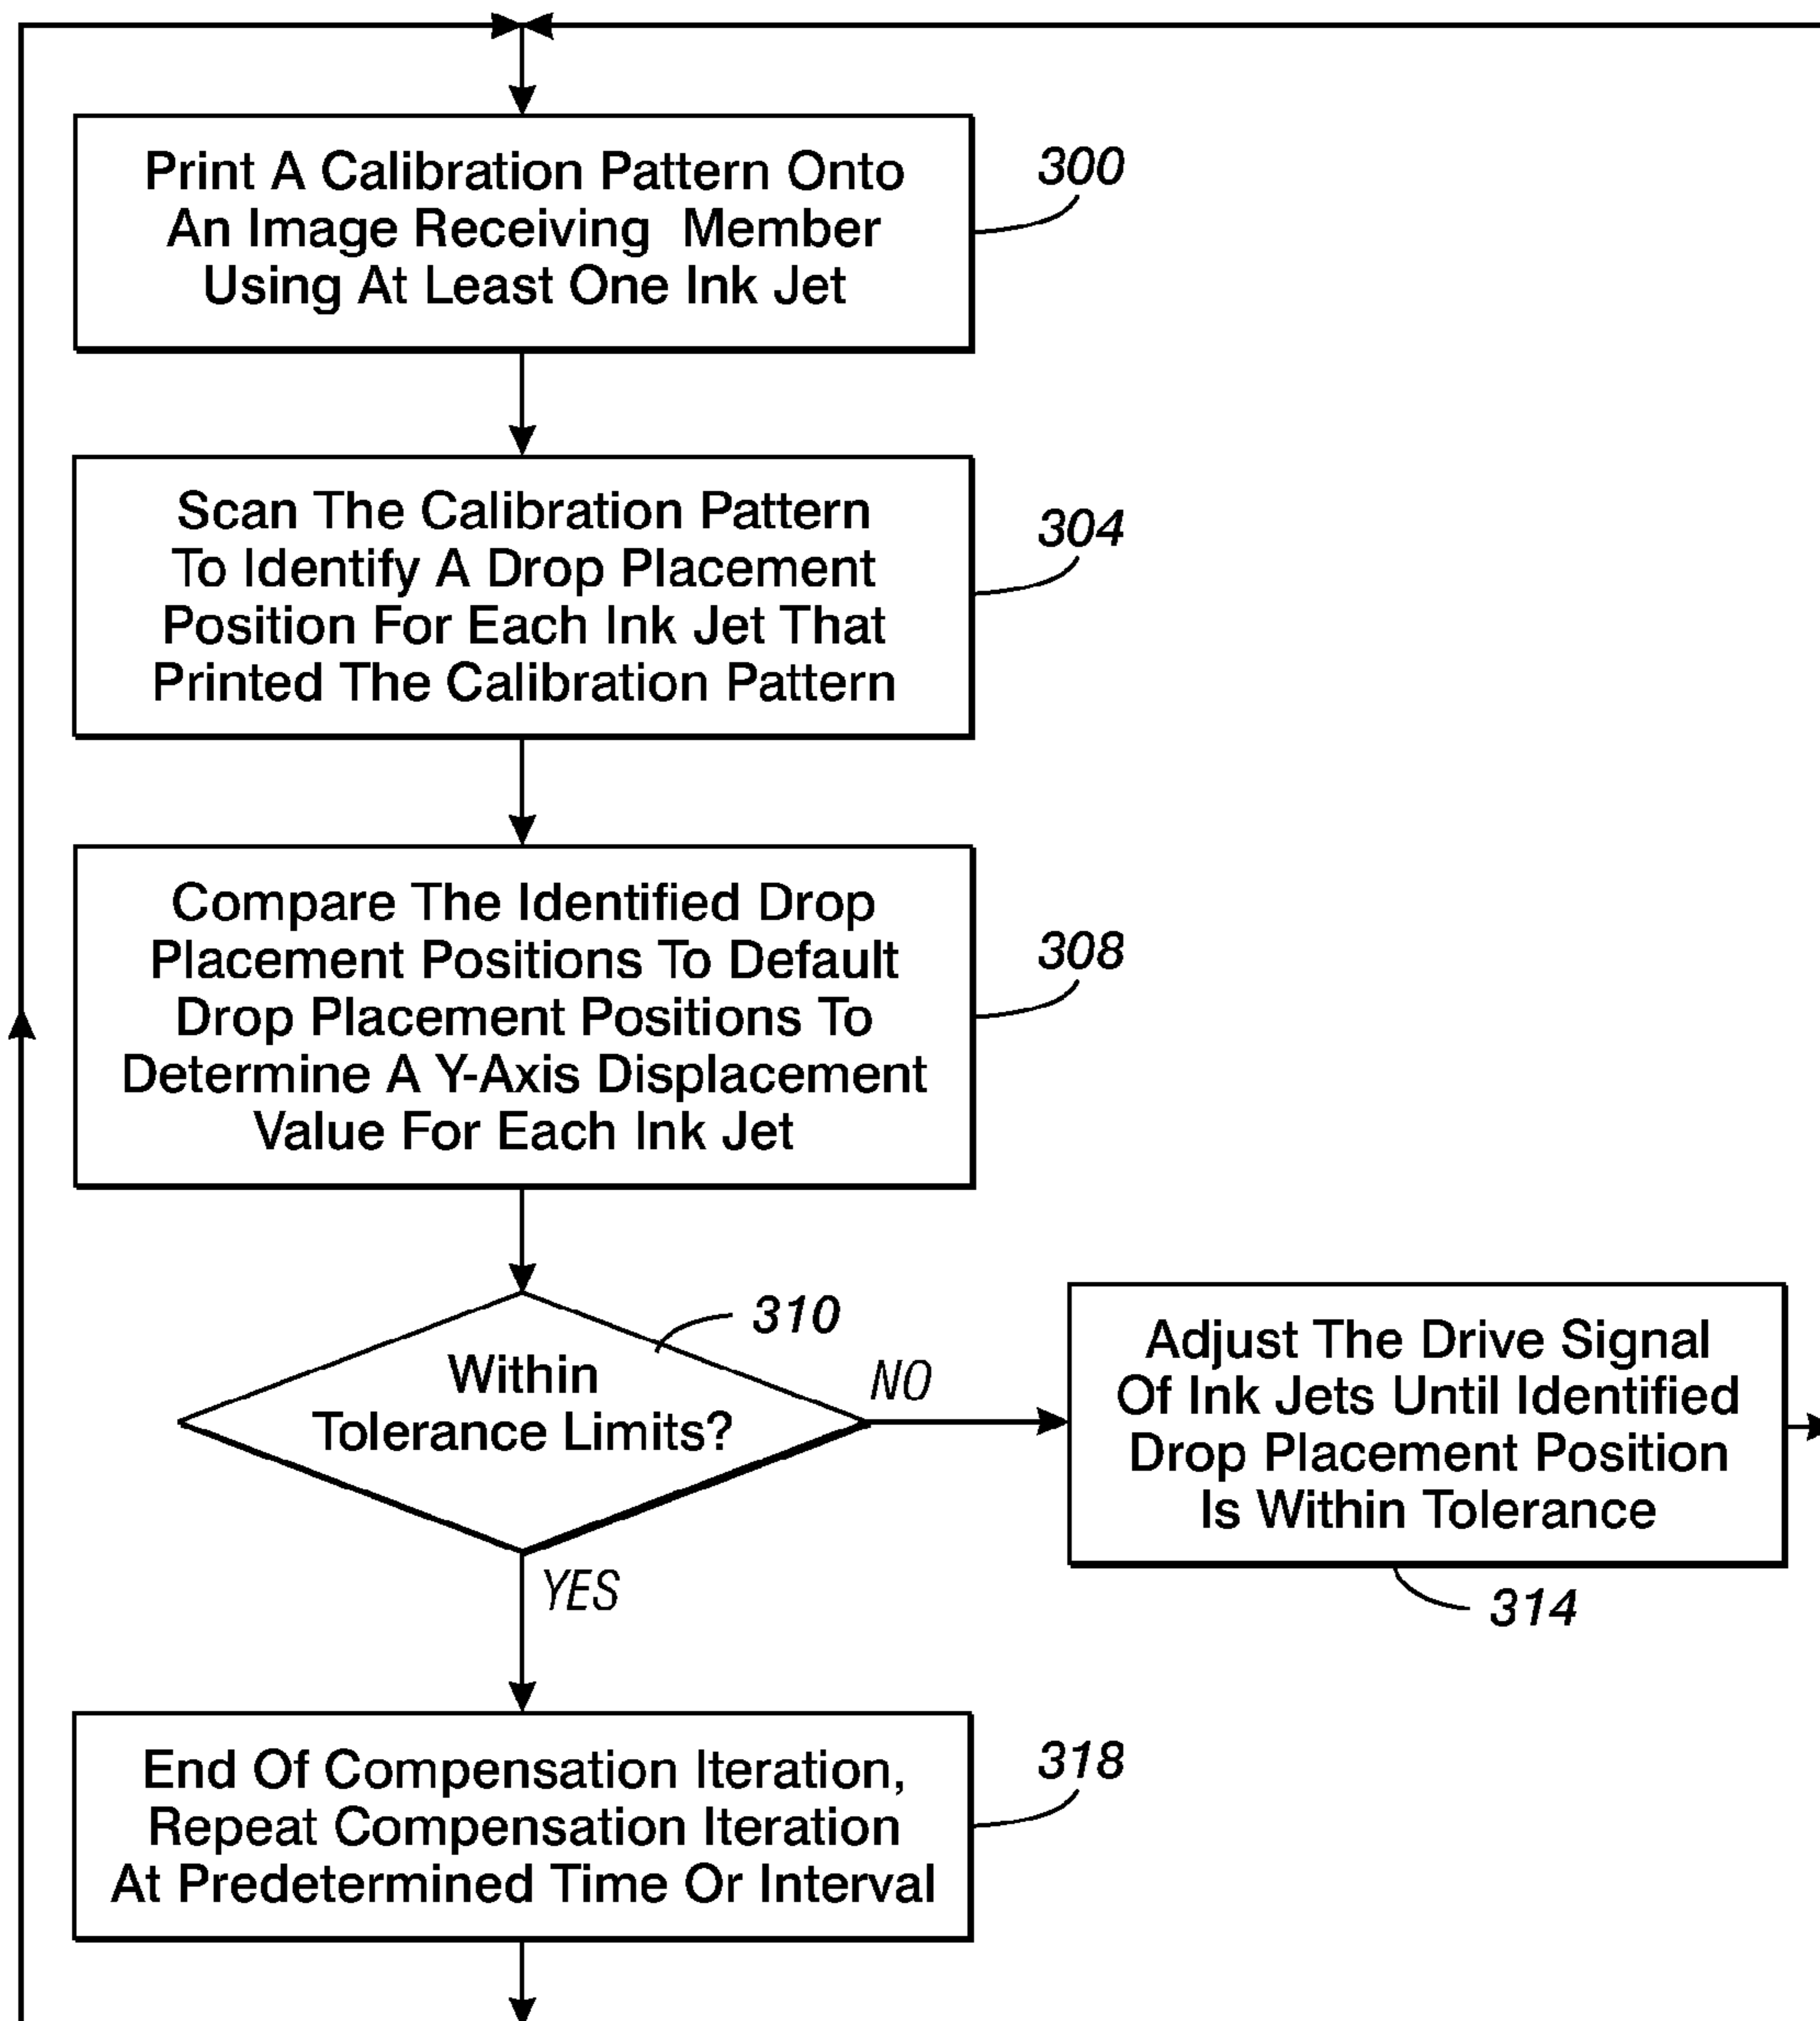 Print A Calibration Pattern Onto
An Image Receiving Member
Using At Least One Ink Jet
300
Scan The Calibration Pattern
To Identify A Drop Placement
Position For Each Ink Jet That
Printed The Calibration Pattern
304
Compare The Identified Drop
Placement Positions To Default
Drop Placement Positions To
Determine A Y-Axis Displacement
Value For Each Ink Jet
308
310
Within
Tolerance Limits?
NO
Adjust The Drive Signal
Of Ink Jets Until Identified
Drop Placement Position
Is Within Tolerance
314
YES
End Of Compensation Iteration,
Repeat Compensation Iteration
At Predetermined Time Or Interval
318